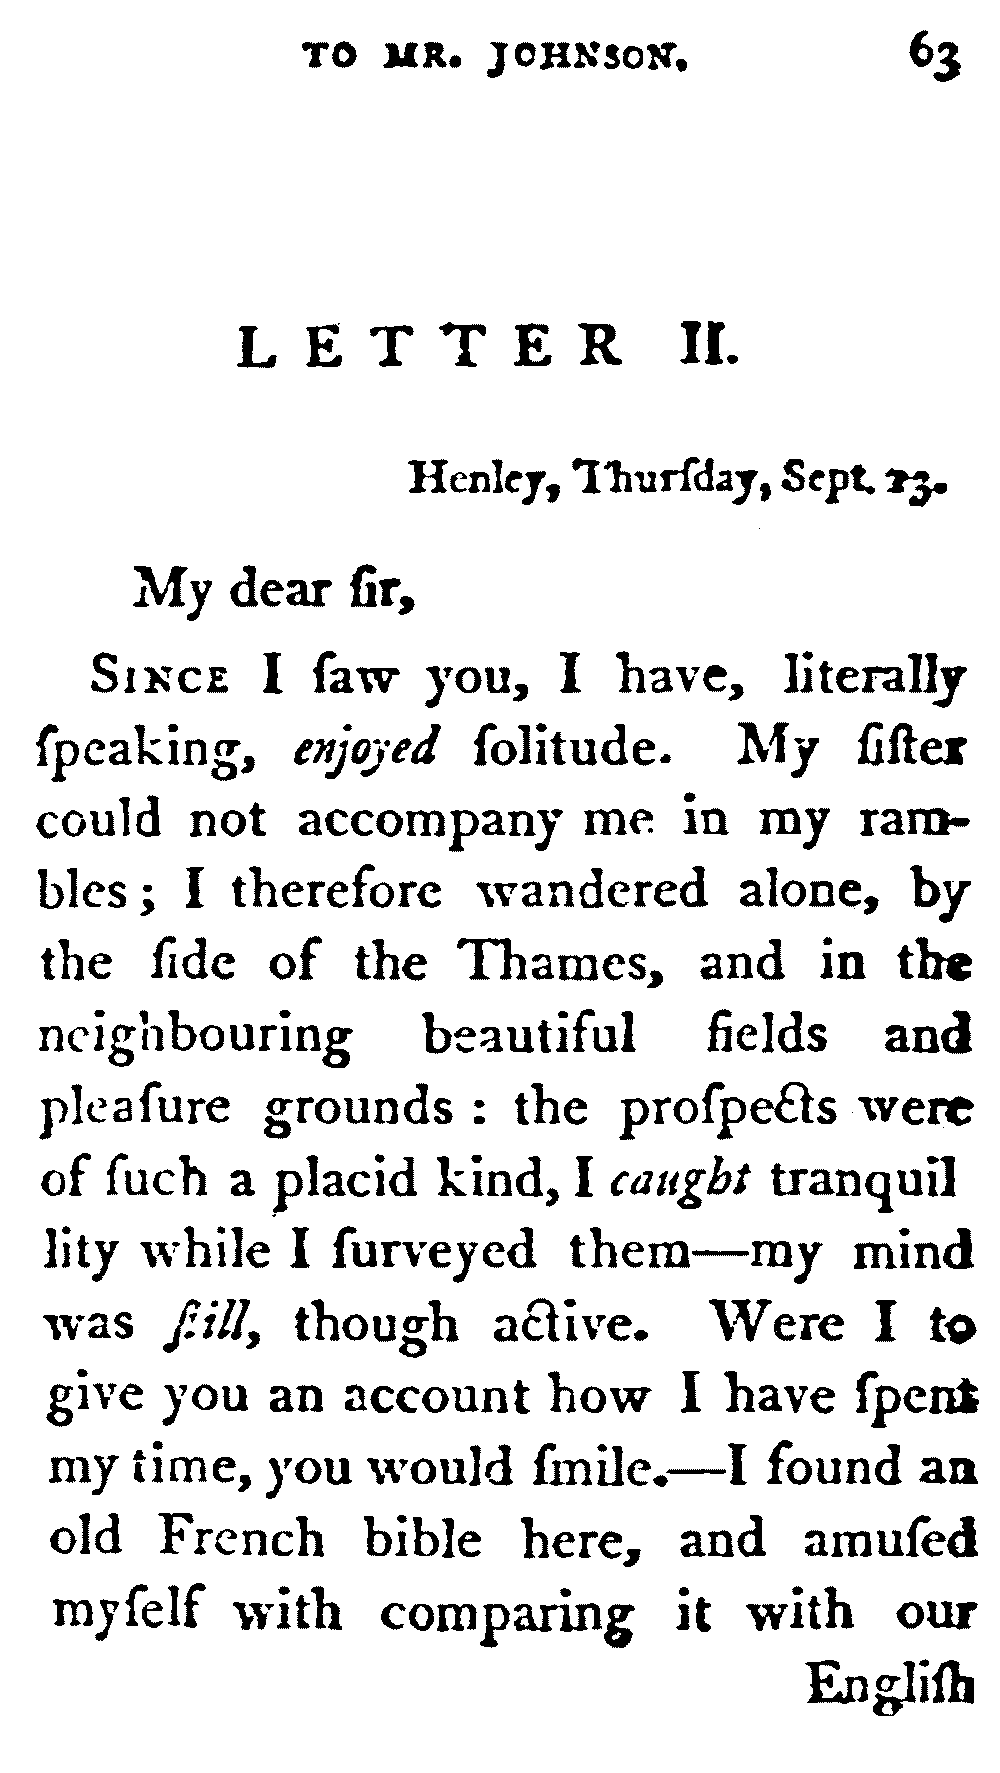 TO MR. JOHNSON. 63
LETTER II.
Henley, Thurſday, Sept. 23.
My dear ſir,
SINCE I ſaw you, I have, literally
ſpeaking, enjoyed ſolitude. My ſiſter
could not accompany me in my ram-
bles; I therefore wandered alone, by
the ſide of the Thames, and in the
neighbouring beautiful fields and
pleaſure grounds: the proſpects were
of ſuch a placid kind, I caught tranquil
lity while I ſurveyed them—my mind
was ſtill, though active. Were I to
give you an account how I have ſpent
my time, you would ſmile.—I found an
old French bible here, and amuſed
myſelf with comparing it with our
Engliſh